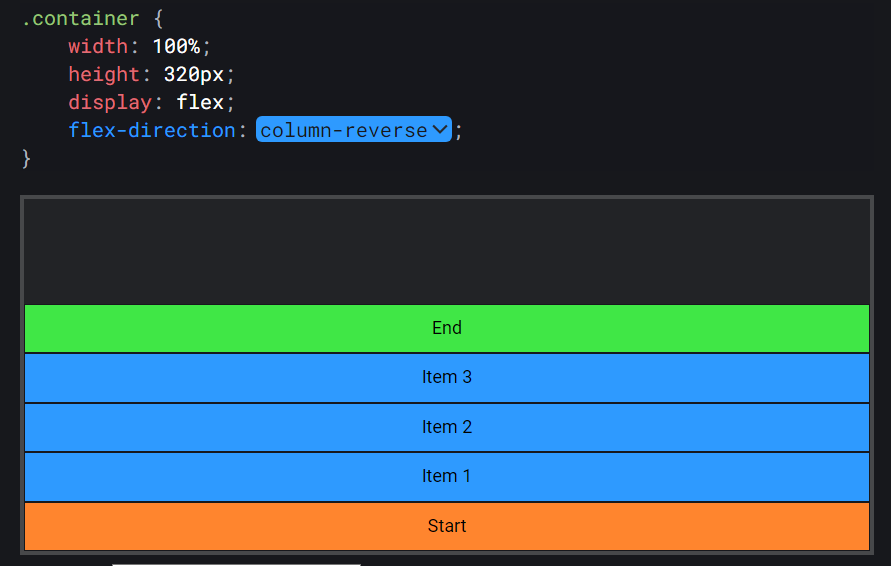 .container {
    width: 100%;
    height: 320px;
    display: flex;
    flex-direction: column-reverse;
}
End
Item 3
Item 2
Item 1
Start